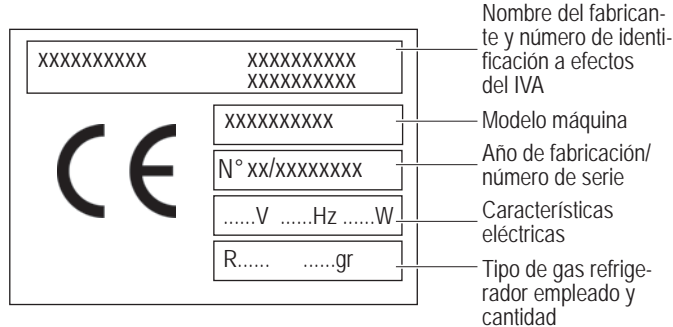 Nombre del fabrican-
te y número de identi-
ficación a efectos
del IVA
xxxxxxxxxx xxxxxxxxxx
xxxxxxxxxx
CE
xxxxxxxxxx
Modelo máquina
N° xx/xxxxxxxx
Año de fabricación/
número de serie
......V ......Hz ......W
Características
eléctricas
R...... ......gr
Tipo de gas refrige-
rador empleado y
cantidad